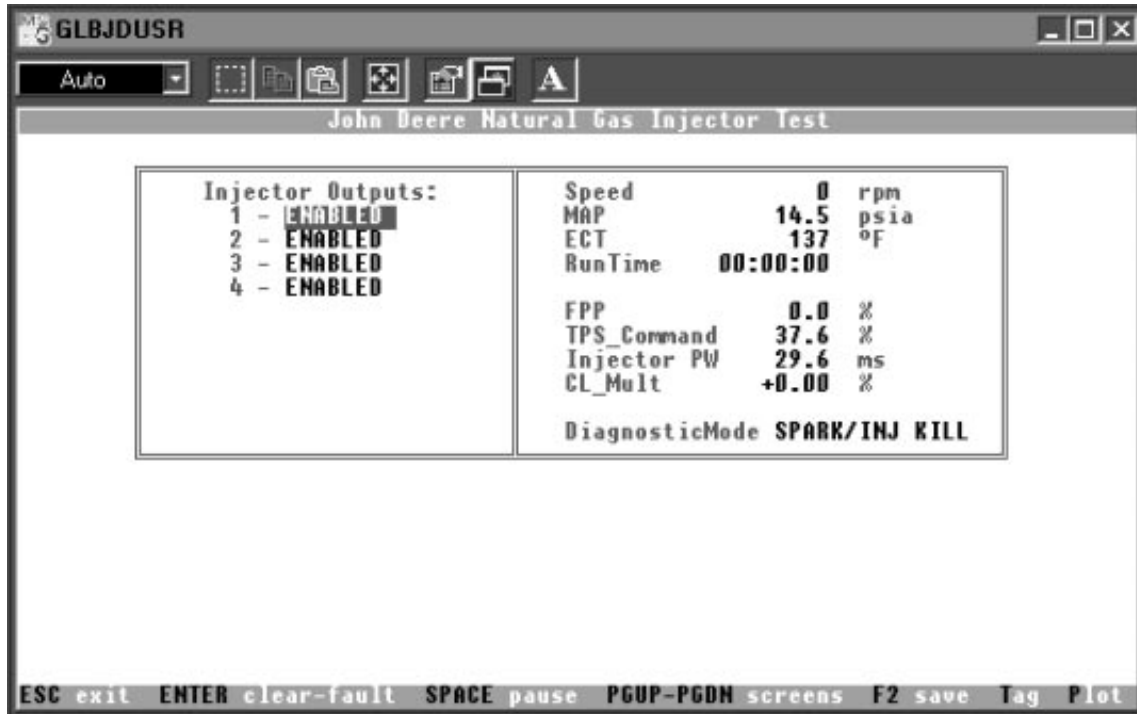 GLBJDUSR
Auto
A
John Deere Natural Gas Injector Test
Injector Outputs:
1 - ENABLED
2 - ENABLED
3 - ENABLED
4 - ENABLED
Speed 0 rpm
MAP 14.5 psia
ECT 137 ºF
RunTime 00:00:00
FPP 0.0 %
TPS_Command 37.6 %
Injector PW 29.6 ms
CL_Mult +0.00 %
DiagnosticMode SPARK/INJ KILL
ESC exit ENTER clear-fault SPACE pause PGUP-PGDN screens F2 save Tag Plot